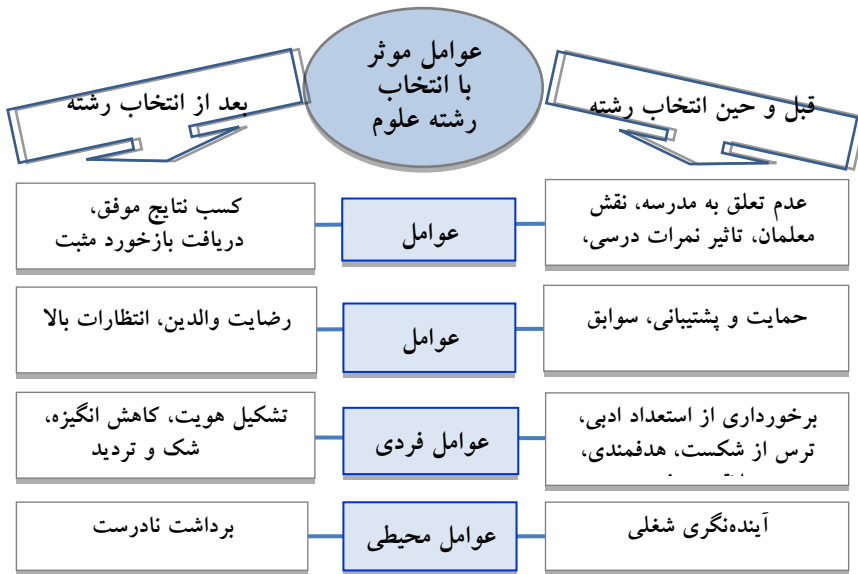 عوامل موثر
با انتخاب
رشته علوم
قبل و حین انتخاب رشته
بعد از انتخاب رشته
عدم تعلق به مدرسه، نقش
معلمان، تاثیر نمرات درسی،
عوامل
کسب نتایج موفق،
دریافت بازخورد مثبت
حمایت و پشتیبانی، سوابق
عوامل
رضایت والدین، انتظارات بالا
برخورداری از استعداد ادبی،
ترس از شکست، هدفمندی،
عوامل فردی
تشکیل هویت، کاهش انگیزه،
شک و تردید
آینده‌نگری شغلی
عوامل محیطی
برداشت نادرست